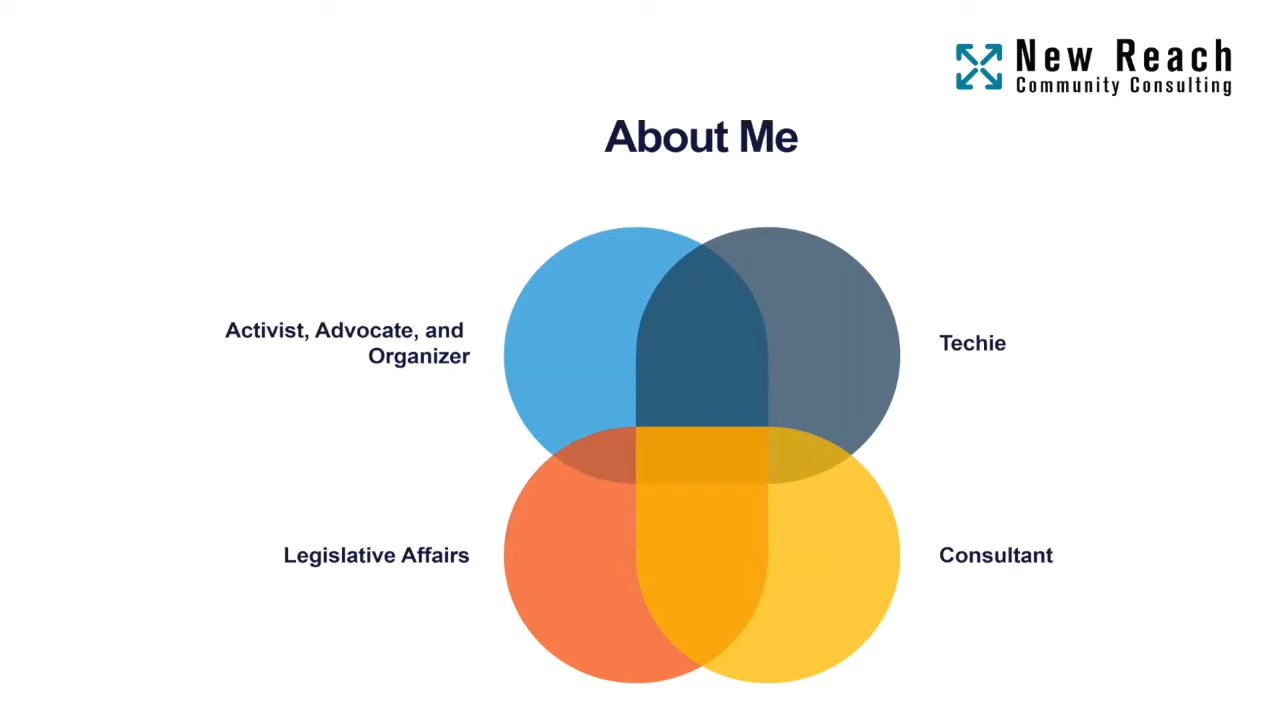 New Reach
Community Consulting
About Me
Activist, Advocate, and
Organizer
Techie
Legislative Affairs
Consultant